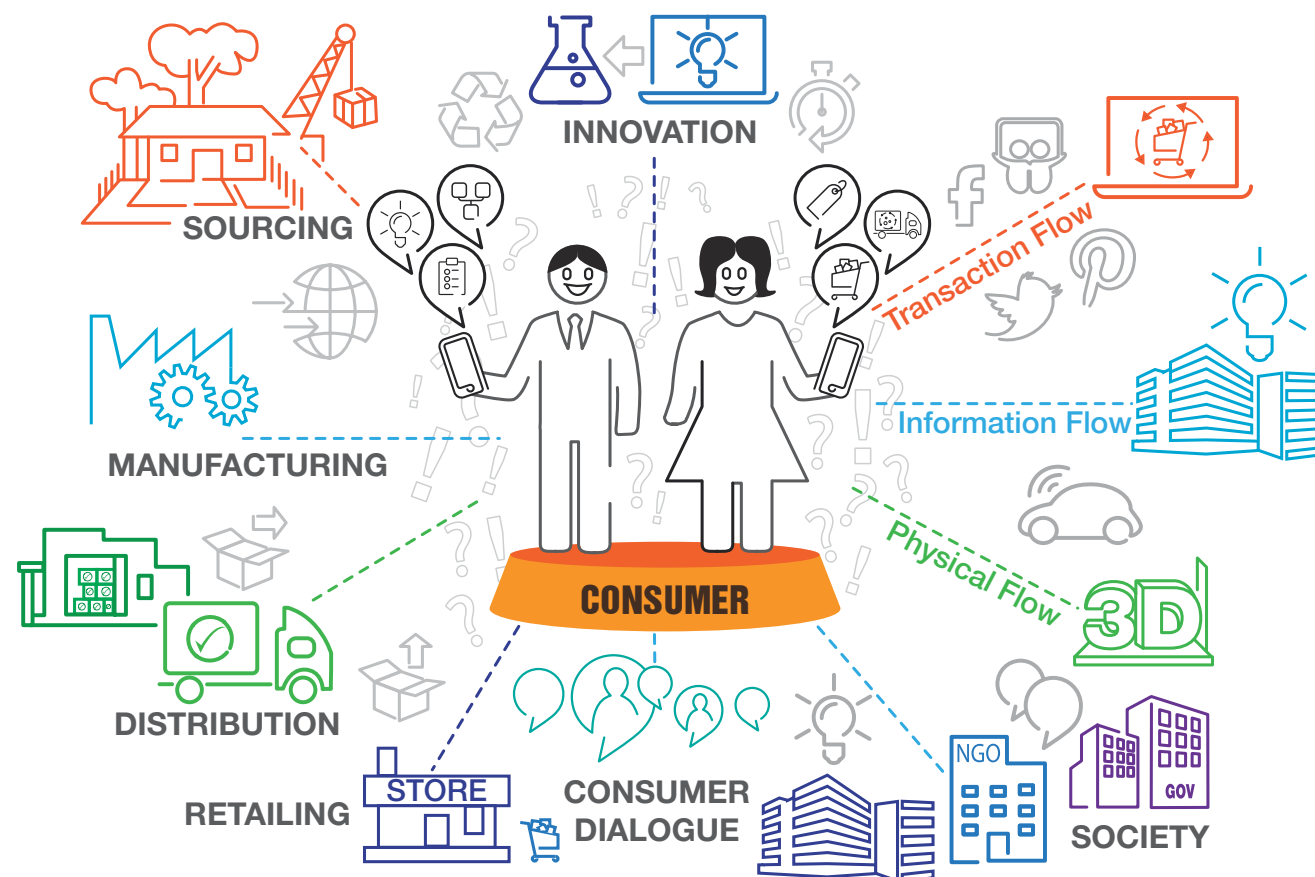 INNOVATION
SOURCING
Transaction Flow
Information Flow
MANUFACTURING
Physical Flow
3D
CONSUMER
DISTRIBUTION
STORE
RETAILING
CONSUMER
DIALOGUE
NGO
GOV
SOCIETY